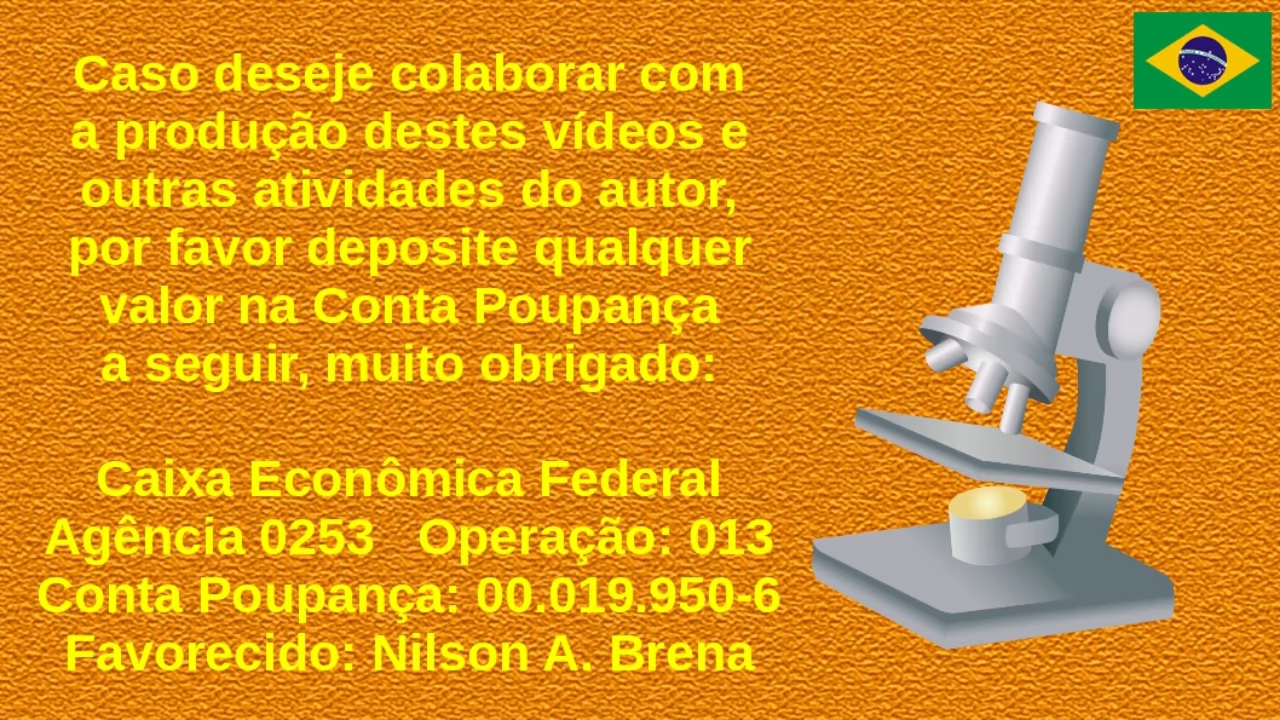 Caso deseje colaborar com
a produção destes vídeos e
outras atividades do autor,
por favor deposite qualquer
valor na Conta Poupança
a seguir, muito obrigado:
Caixa Econômica Federal
Agência 0253 Operação: 013
Conta Poupança: 00.019.950-6
Favorecido: Nilson A. Brena